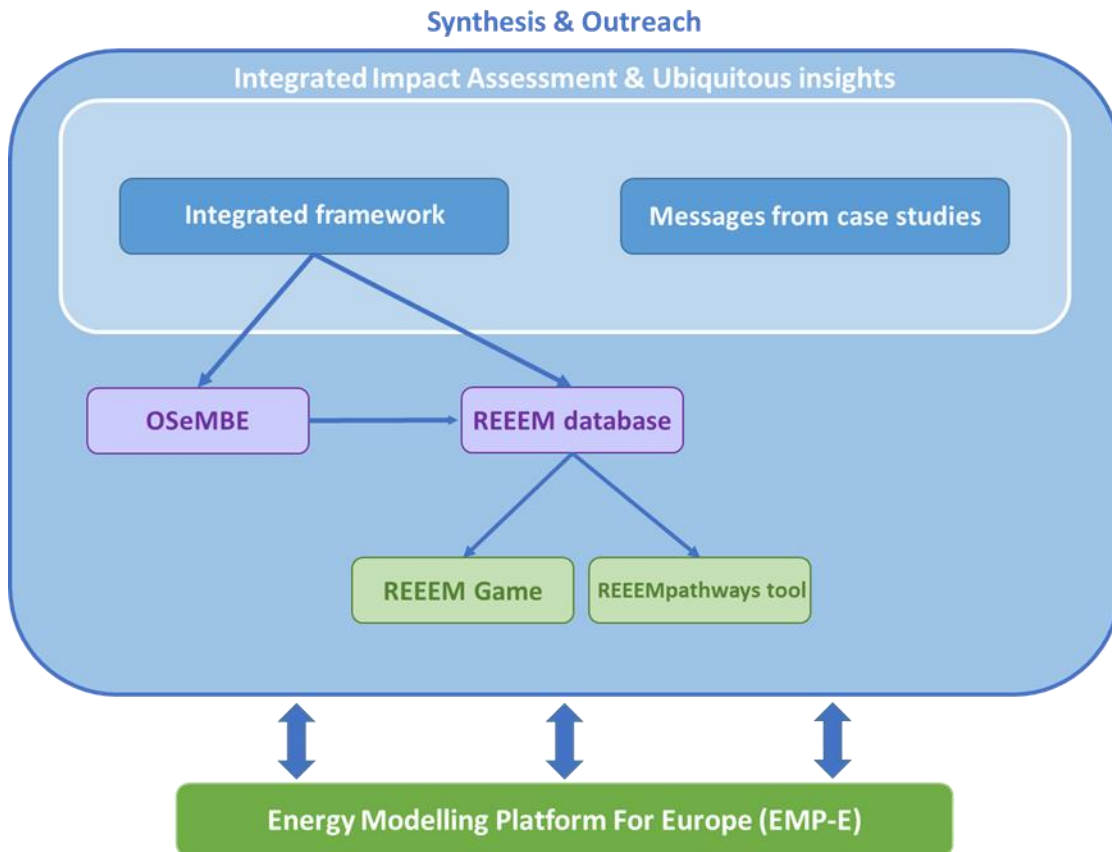 Synthesis & Outreach
Integrated Impact Assessment & Ubiquitous insights
Integrated framework
Messages from case studies
OSeMBE
REEEM database
REEEM Game
REEEMpathways tool
Energy Modelling Platform For Europe (EMP-E)